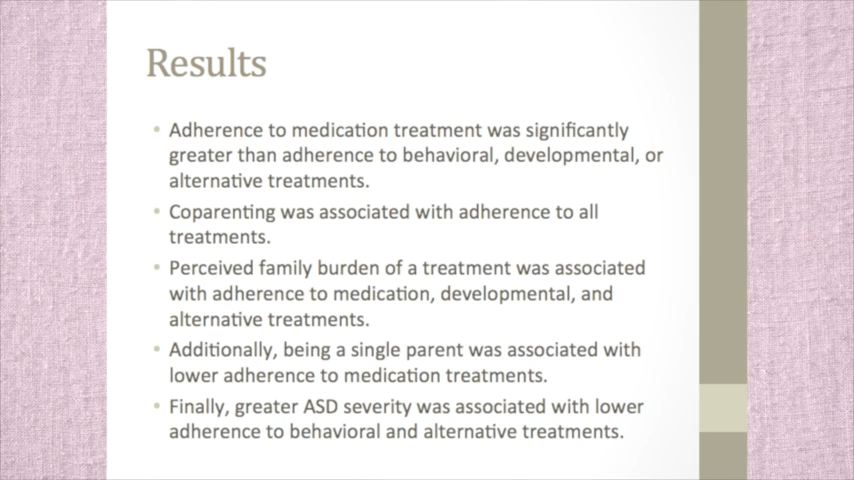 Results
• Adherence to medication treatment was significantly
greater than adherence to behavioral, developmental, or
alternative treatments.
• Coparenting was associated with adherence to all
treatments.
• Perceived family burden of a treatment was associated
with adherence to medication, developmental, and
alternative treatments.
• Additionally, being a single parent was associated with
lower adherence to medication treatments.
• Finally, greater ASD severity was associated with lower
adherence to behavioral and alternative treatments.